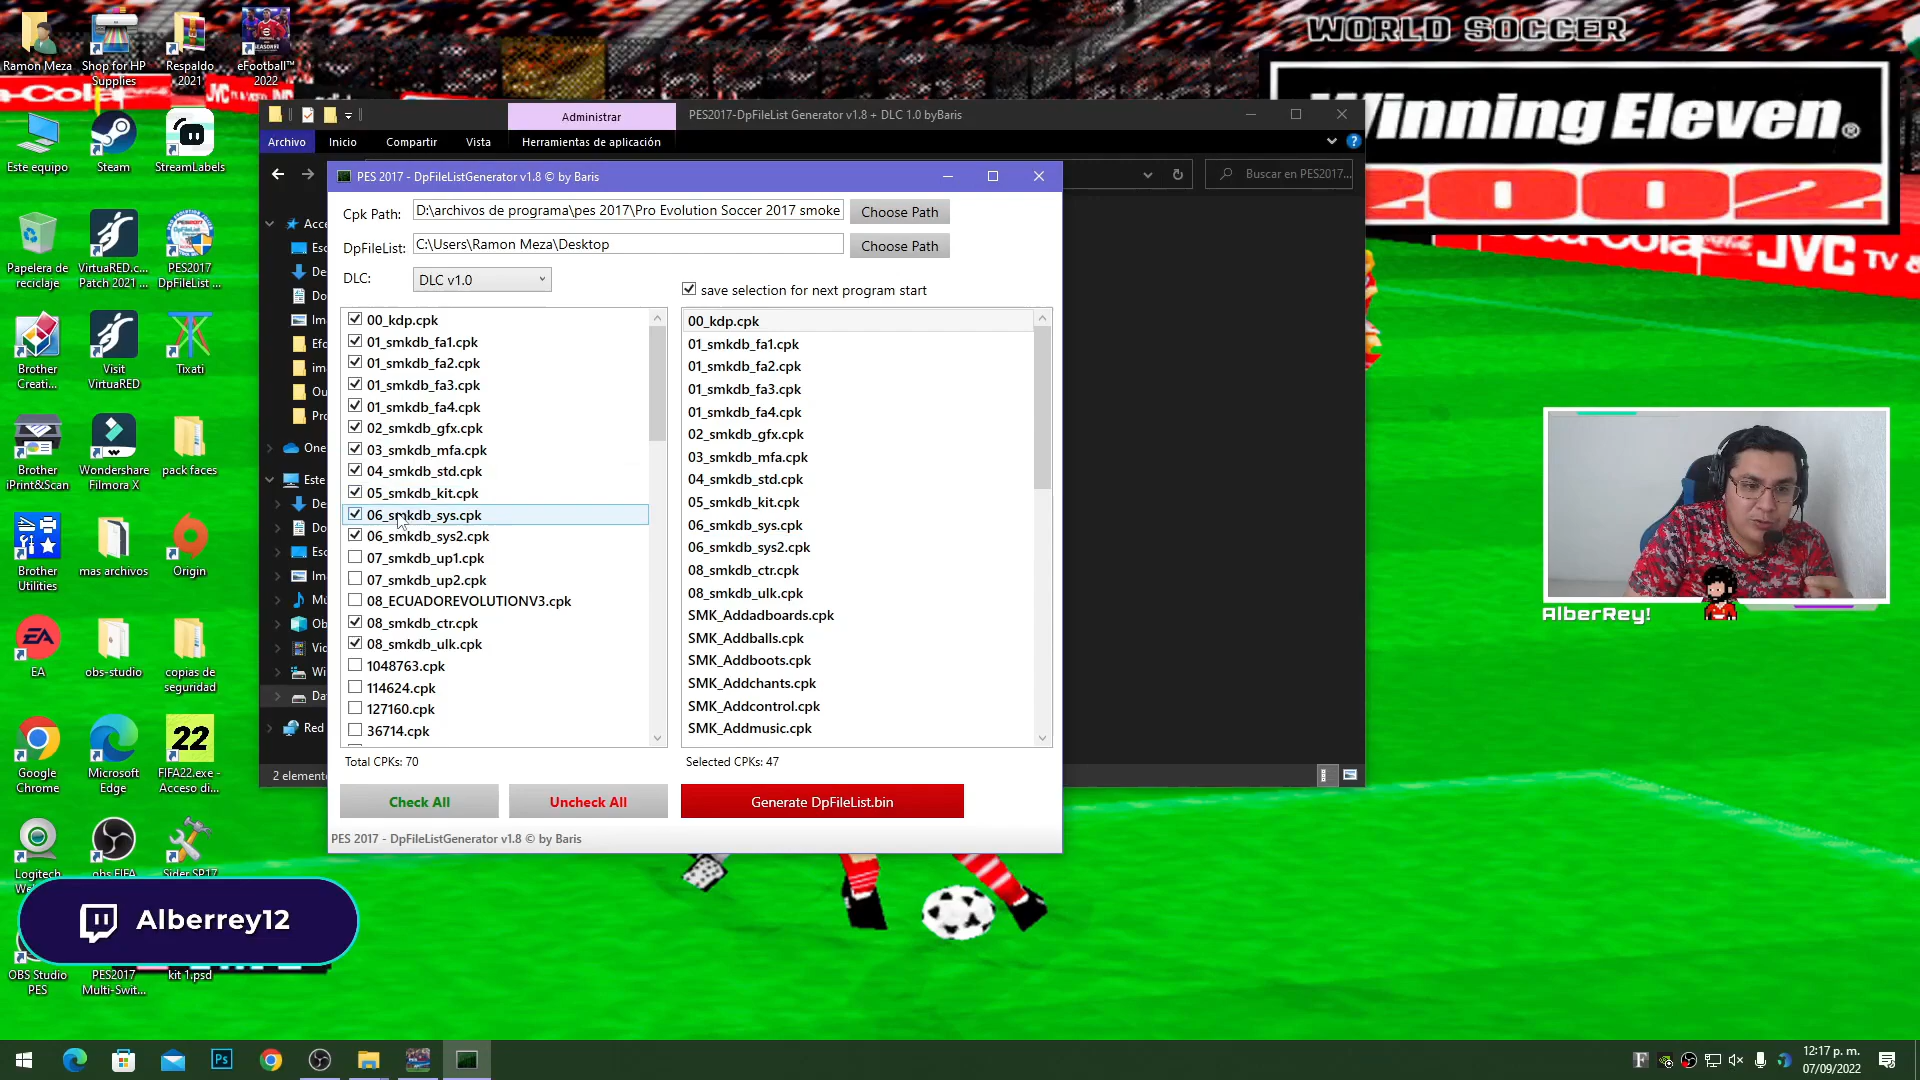 Ramon Meza
Shop for HP
Supplies
Respaldo
2021
eFootball™
2022
WORLD SOCCER
Winning Eleven®
2002
Coca-Cola
JVC TV &
Este equipo
Steam
StreamLabels
Papelera de
reciclaje
VirtuaRED.c...
Patch 2021 ...
PES2017
DpFileList ...
Brother
Creati...
Visit
VirtuaRED
Tixati
Brother
iPrint&Scan
Wondershare
Filmora X
pack faces
Brother
Utilities
mas archivos
Origin
EA
obs-studio
copias de
seguridad
Google
Chrome
Microsoft
Edge
22
FIFA22.exe -
Acceso di...
Logitech
obs FIFA
Sider SP17
Alberrey12
OBS Studio
PES
PES2017
Multi-Swit...
kit 1.psd
Administrar
PES2017-DpFileList Generator v1.8 + DLC 1.0 byBaris
Archivo
Inicio
Compartir
Vista
Herramientas de aplicación
Buscar en PES2017...
2 elemento
Red
PES 2017 - DpFileListGenerator v1.8 © by Baris
Cpk Path:
D:\archivos de programa\pes 2017\Pro Evolution Soccer 2017 smoke
Choose Path
DpFileList:
C:\Users\Ramon Meza\Desktop
Choose Path
DLC:
DLC v1.0
save selection for next program start
00_kdp.cpk
01_smkdb_fa1.cpk
01_smkdb_fa2.cpk
01_smkdb_fa3.cpk
01_smkdb_fa4.cpk
02_smkdb_gfx.cpk
03_smkdb_mfa.cpk
04_smkdb_std.cpk
05_smkdb_kit.cpk
06_smkdb_sys.cpk
06_smkdb_sys2.cpk
07_smkdb_up1.cpk
07_smkdb_up2.cpk
08_ECUADOREVOLUTIONV3.cpk
08_smkdb_ctr.cpk
08_smkdb_ulk.cpk
1048763.cpk
114624.cpk
127160.cpk
36714.cpk
Total CPKs: 70
Check All
Uncheck All
00_kdp.cpk
01_smkdb_fa1.cpk
01_smkdb_fa2.cpk
01_smkdb_fa3.cpk
01_smkdb_fa4.cpk
02_smkdb_gfx.cpk
03_smkdb_mfa.cpk
04_smkdb_std.cpk
05_smkdb_kit.cpk
06_smkdb_sys.cpk
06_smkdb_sys2.cpk
08_smkdb_ctr.cpk
08_smkdb_ulk.cpk
SMK_Addadboards.cpk
SMK_Addballs.cpk
SMK_Addboots.cpk
SMK_Addchants.cpk
SMK_Addcontrol.cpk
SMK_Addmusic.cpk
Selected CPKs: 47
Generate DpFileList.bin
PES 2017 - DpFileListGenerator v1.8 © by Baris
AlberRey!
12:17 p. m.
07/09/2022